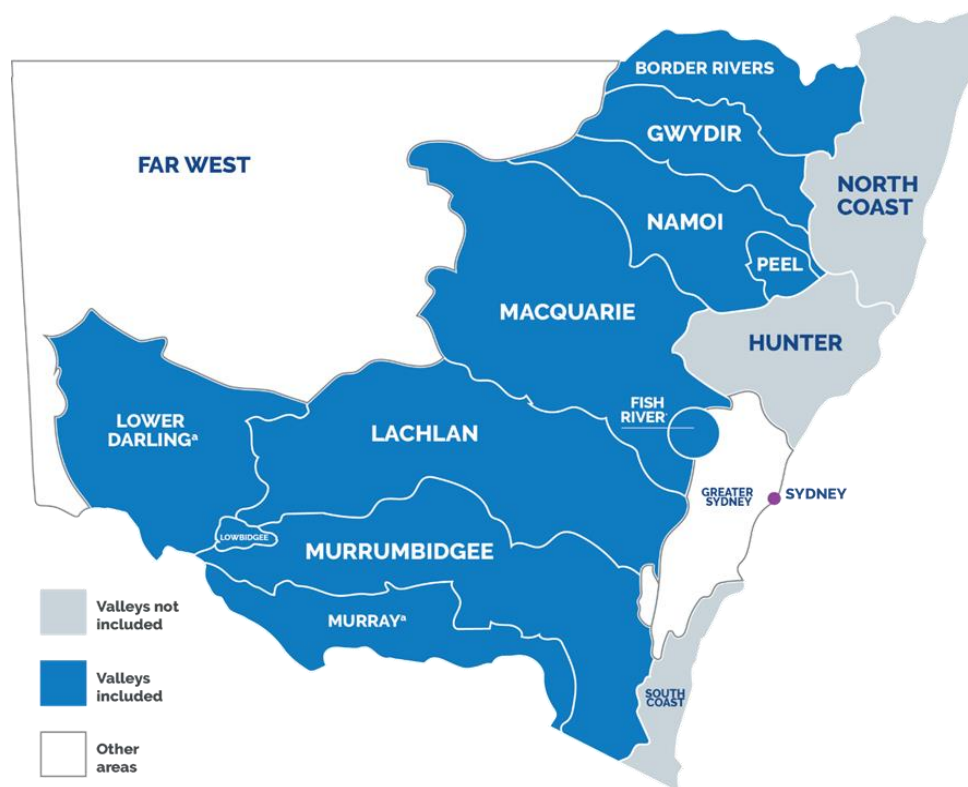 BORDER RIVERS
GWYDIR
FAR WEST
NORTH
COAST
NAMOI
PEEL
MACQUARIE
HUNTER
FISH
RIVER*
LOWER
DARLINGᵃ
LACHLAN
GREATER
SYDNEY
SYDNEY
LOWBIDGEE
MURRUMBIDGEE
MURRAYᵃ
SOUTH
COAST
Valleys not
included
Valleys
included
Other
areas